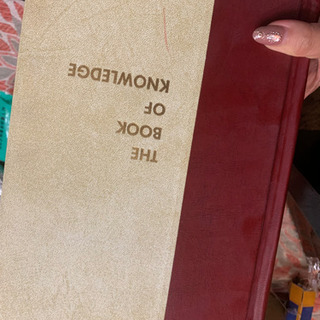 THE
BOOK
OF
KNOWLEDGE